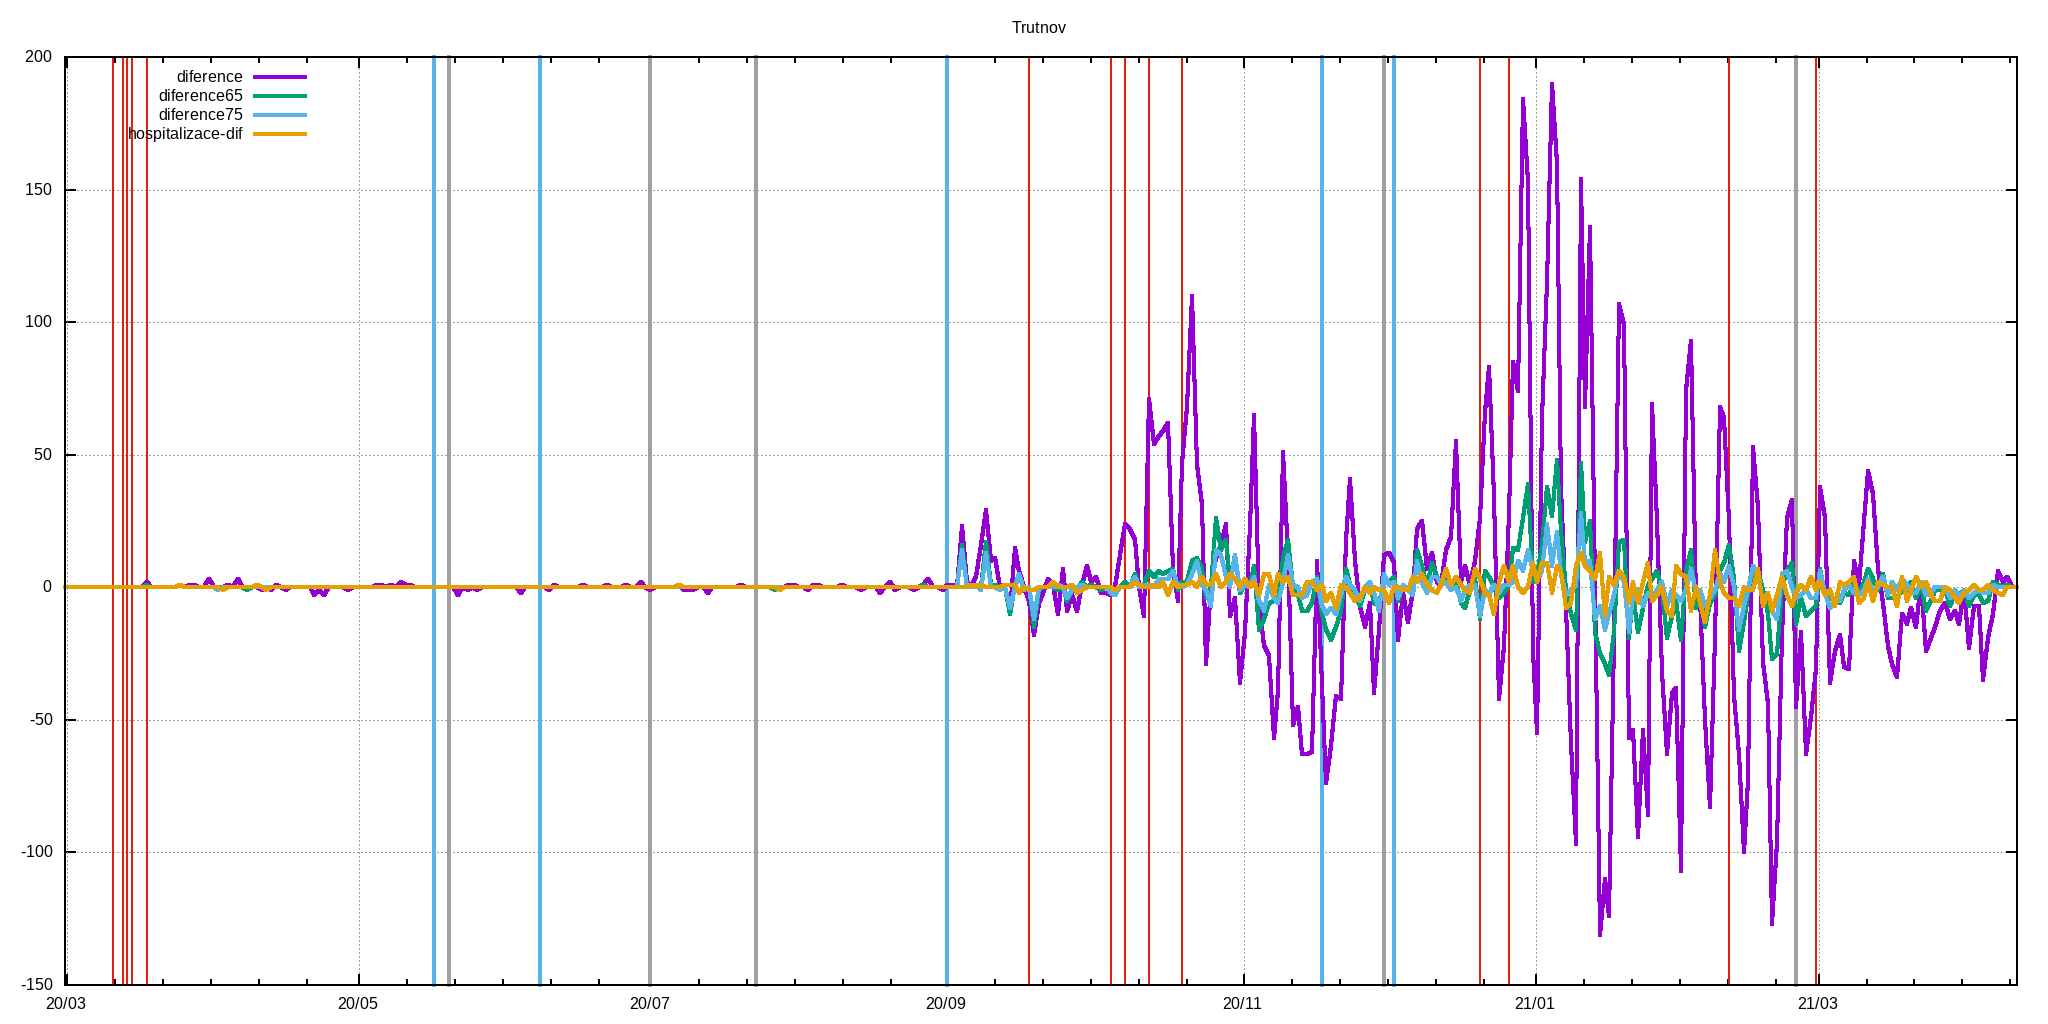 Trutnov
200
150
100
50
0
-50
-100
-150
diference
diference65
diference75
hospitalizace-dif
20/03 20/05 20/07 20/09 20/11 21/01 21/03